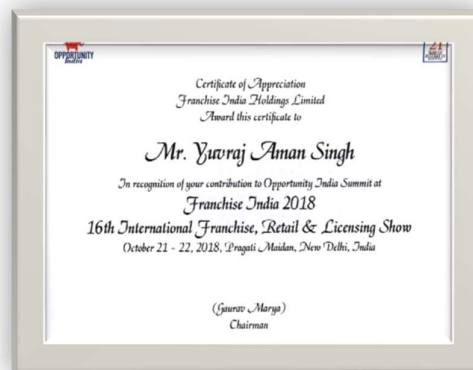 OPPORTUNITY
India
21
Certificate of Appreciation
Franchise India Holdings Limited
Award this certificate to
Mr. Yuvraj Aman Singh
In recognition of your contribution to Opportunity India Summit at
Franchise India 2018
16th International Franchise, Retail & Licensing Show
October 21 - 22, 2018, Pragati Maidan, New Delhi, India
(Gaurav Marya)
Chairman